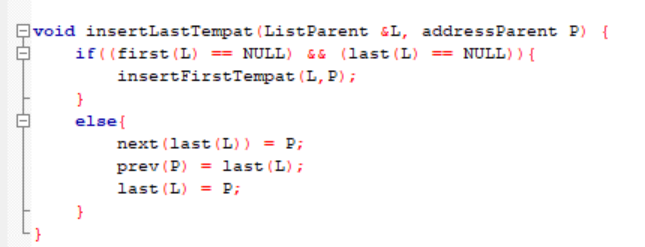 void insertLastTempat(ListParent &L, addressParent P) {
    if((first(L) == NULL) && (last(L) == NULL)){
        insertFirstTempat(L,P);
    }
    else{
        next(last(L)) = P;
        prev(P) = last(L);
        last(L) = P;
    }
}